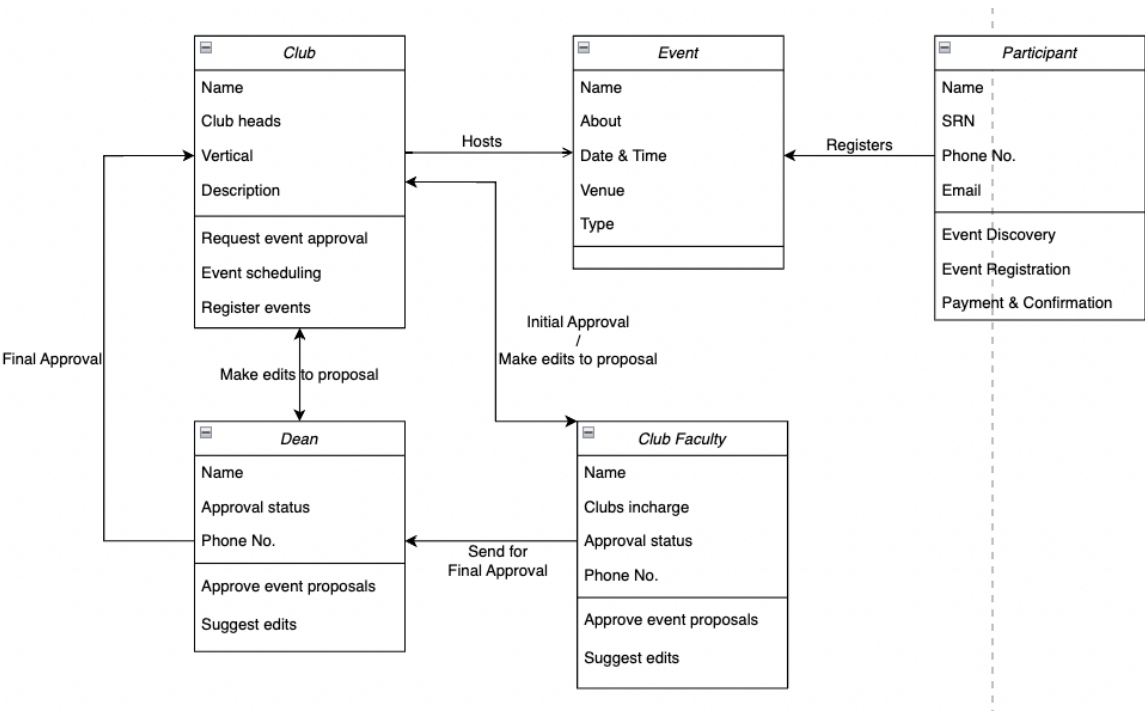 Club
Name
Club heads
Vertical
Description
Request event approval
Event scheduling
Register events
Hosts
Event
Name
About
Date & Time
Venue
Type
Registers
Participant
Name
SRN
Phone No.
Email
Event Discovery
Event Registration
Payment & Confirmation
Final Approval
Make edits to proposal
Initial Approval
/
Make edits to proposal
Dean
Name
Approval status
Phone No.
Approve event proposals
Suggest edits
Send for
Final Approval
Club Faculty
Name
Clubs incharge
Approval status
Phone No.
Approve event proposals
Suggest edits